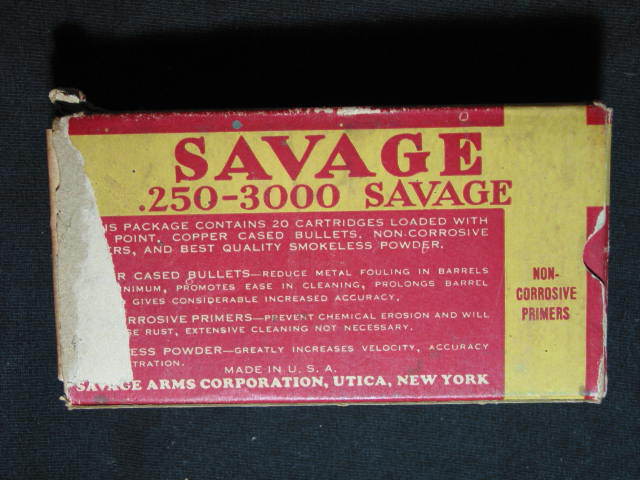 SAVAGE
.250-3000 SAVAGE
PACKAGE CONTAINS 20 CARTRIDGES LOADED WITH
POINT, COPPER CASED BULLETS, NON-CORROSIVE
AND BEST QUALITY SMOKELESS POWDER.
CASED BULLETS—REDUCE METAL FOULING IN BARRELS
PROMOTES EASE IN CLEANING, PROLONGS BARREL
GIVES CONSIDERABLE INCREASED ACCURACY.
PRIMERS—PREVENT CHEMICAL EROSION AND WILL
RUST, EXTENSIVE CLEANING NOT NECESSARY.
POWDER—GREATLY INCREASES VELOCITY, ACCURACY
MADE IN U.S.A.
SAVAGE ARMS CORPORATION, UTICA, NEW YORK
NON-
CORROSIVE
PRIMERS